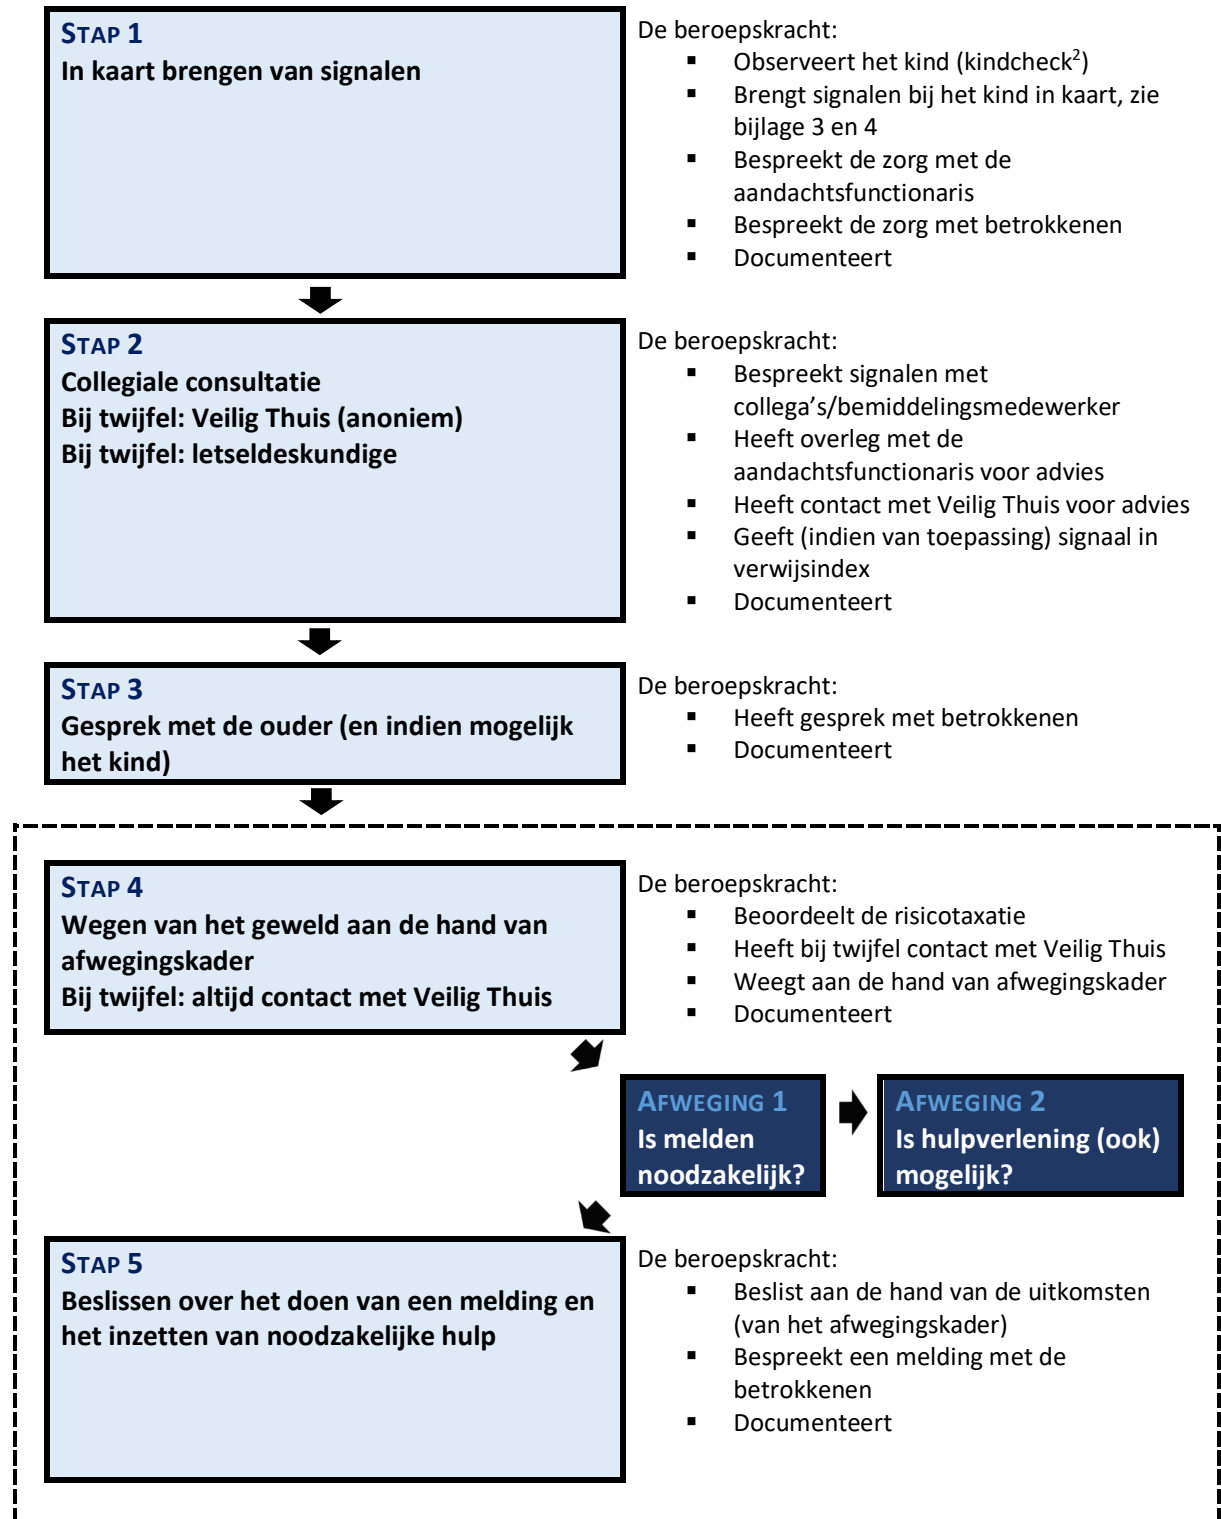 STAP 1
In kaart brengen van signalen
De beroepskracht:
▪ Observeert het kind (kindcheck²)
▪ Brengt signalen bij het kind in kaart, zie
bijlage 3 en 4
▪ Bespreekt de zorg met de
aandachtsfunctionaris
▪ Bespreekt de zorg met betrokkenen
▪ Documenteert
STAP 2
Collegiale consultatie
Bij twijfel: Veilig Thuis (anoniem)
Bij twijfel: letseldeskundige
De beroepskracht:
▪ Bespreekt signalen met
collega’s/bemiddelingsmedewerker
▪ Heeft overleg met de
aandachtsfunctionaris voor advies
▪ Heeft contact met Veilig Thuis voor advies
▪ Geeft (indien van toepassing) signaal in
verwijsindex
▪ Documenteert
STAP 3
Gesprek met de ouder (en indien mogelijk
het kind)
De beroepskracht:
▪ Heeft gesprek met betrokkenen
▪ Documenteert
STAP 4
Wegen van het geweld aan de hand van
afwegingskader
Bij twijfel: altijd contact met Veilig Thuis
De beroepskracht:
▪ Beoordeelt de risicotaxatie
▪ Heeft bij twijfel contact met Veilig Thuis
▪ Weegt aan de hand van afwegingskader
▪ Documenteert
AFWEGING 1
Is melden
noodzakelijk?
AFWEGING 2
Is hulpverlening (ook)
mogelijk?
STAP 5
Beslissen over het doen van een melding en
het inzetten van noodzakelijke hulp
De beroepskracht:
▪ Beslist aan de hand van de uitkomsten
(van het afwegingskader)
▪ Bespreekt een melding met de
betrokkenen
▪ Documenteert